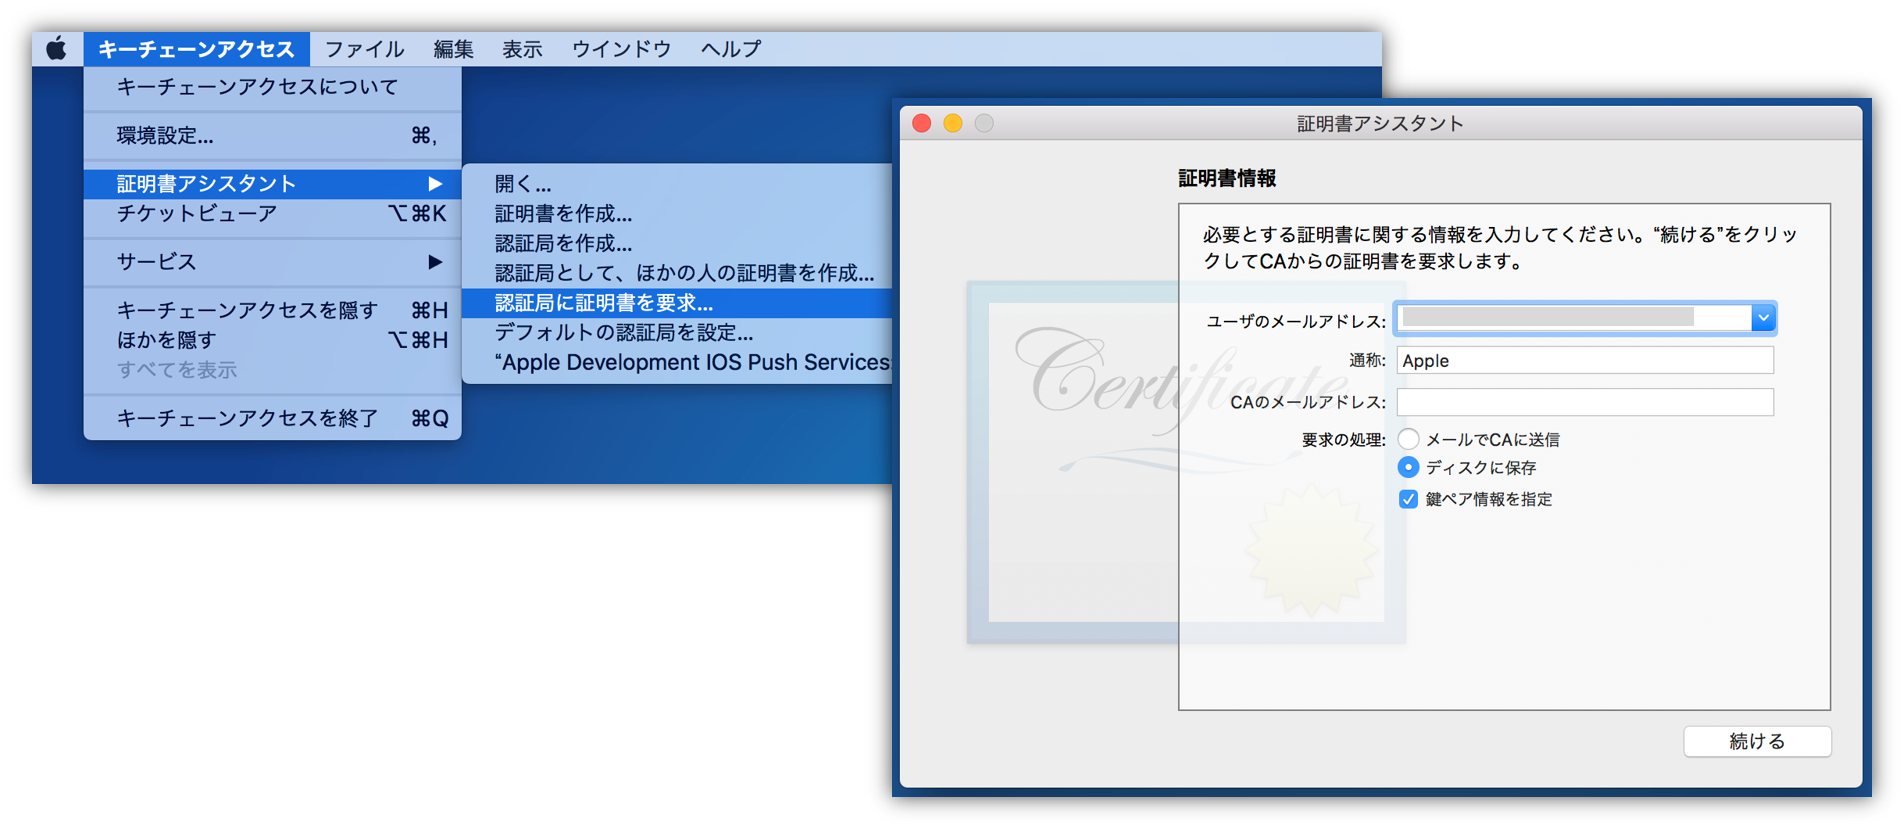 キーチェーンアクセス ファイル 編集 表示 ウインドウ ヘルプ
キーチェーンアクセスについて
環境設定... ⌘,
証明書アシスタント ▶
チケットビューア ⌥⌘K
サービス ▶
キーチェーンアクセスを隠す ⌘H
ほかを隠す ⌥⌘H
すべてを表示
キーチェーンアクセスを終了 ⌘Q
開く...
証明書を作成...
認証局を作成...
認証局として、ほかの人の証明書を作成...
認証局に証明書を要求...
デフォルトの認証局を設定...
“Apple Development IOS Push Services:
証明書アシスタント
証明書情報
必要とする証明書に関する情報を入力してください。“続ける”をクリッ
クしてCAからの証明書を要求します。
Certificate
ユーザのメールアドレス:
通称: Apple
CAのメールアドレス:
要求の処理: メールでCAに送信
ディスクに保存
鍵ペア情報を指定
続ける